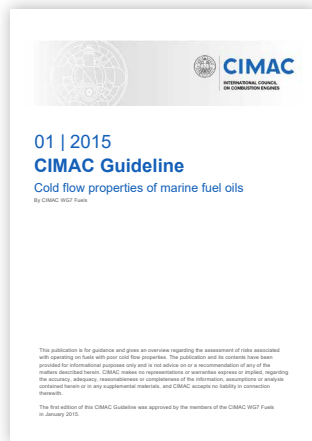 CIMAC
INTERNATIONAL COUNCIL
ON COMBUSTION ENGINES
01 | 2015
CIMAC Guideline
Cold flow properties of marine fuel oils
By CIMAC WG7 Fuels
This publication is for guidance and gives an overview regarding the assessment of risks associated
with operating on fuels with poor cold flow properties. The publication and its contents have been
provided for informational purposes only and is not advice on or a recommendation of any of the
matters described herein. CIMAC makes no representations or warranties express or implied, regarding
the accuracy, adequacy, reasonableness or completeness of the information, assumptions or analysis
contained herein or in any supplemental materials, and CIMAC accepts no liability in connection
therewith.
The first edition of this CIMAC Guideline was approved by the members of the CIMAC WG7 Fuels
in January 2015.